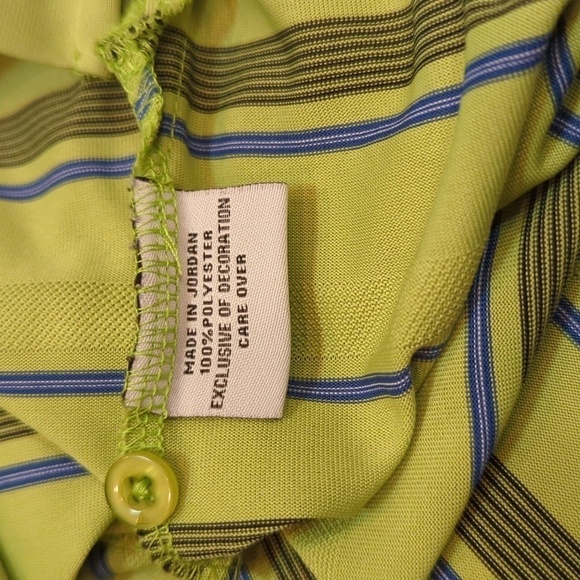 MADE IN JORDAN
100%POLYESTER
EXCLUSIVE OF DECORATION
CARE OVER